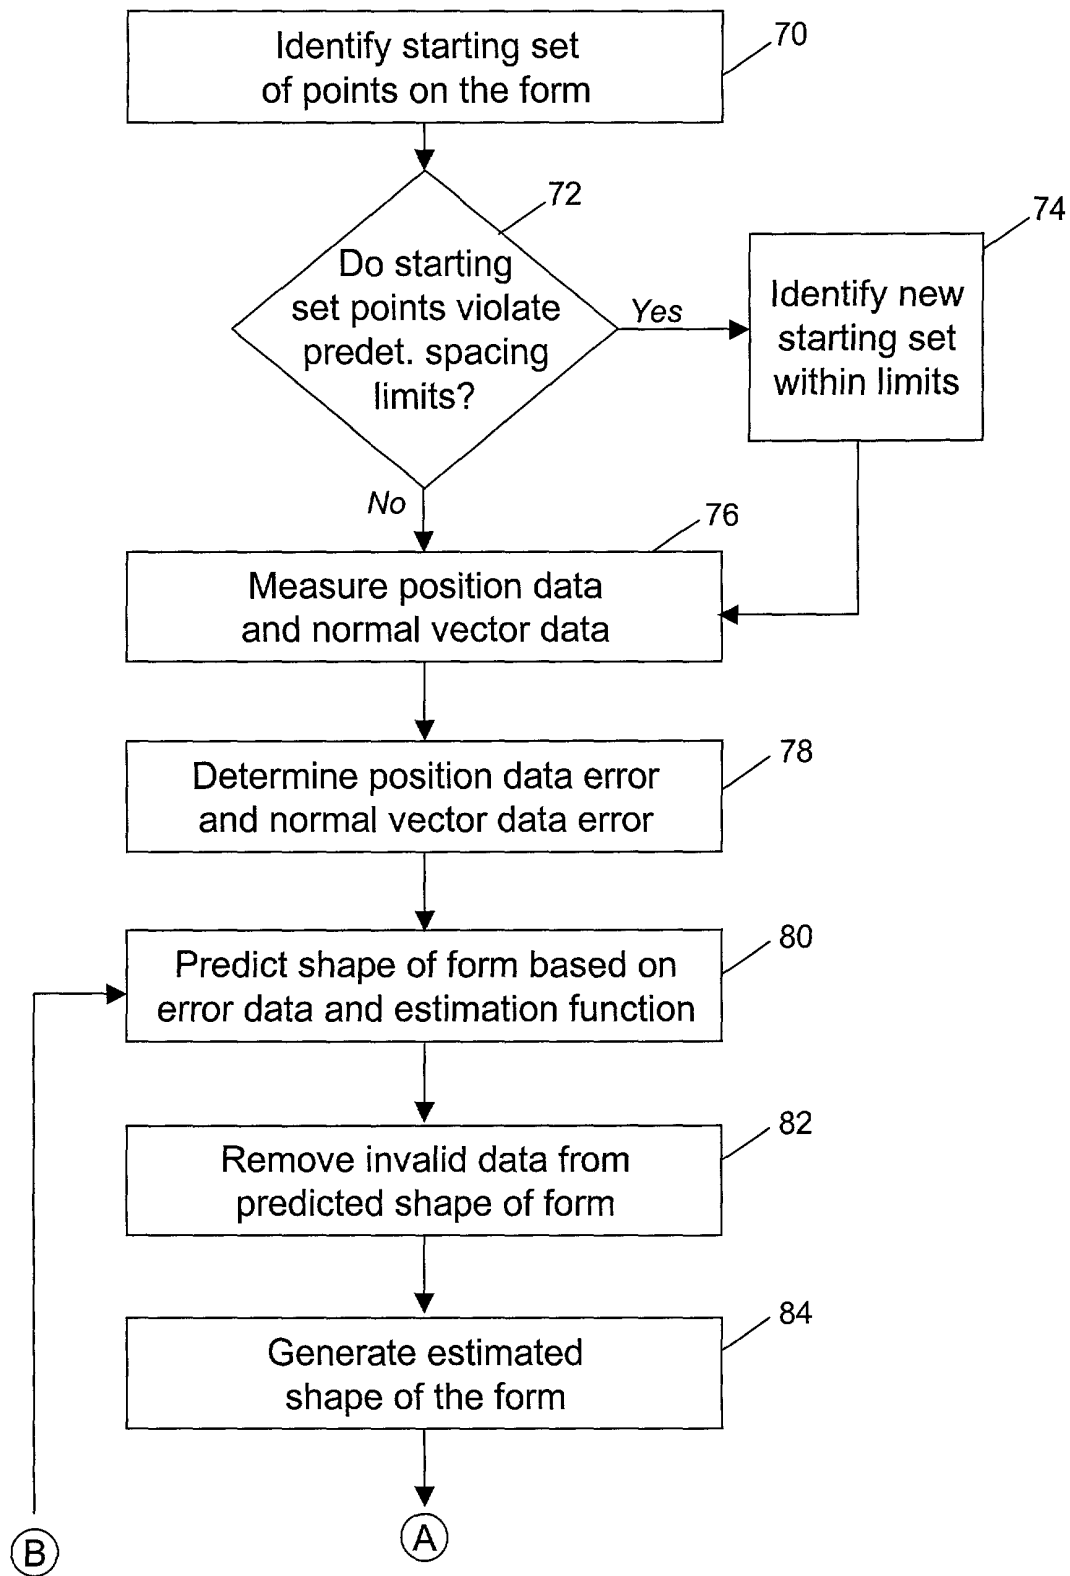 Identify starting set
of points on the form
70
72
Do starting
set points violate
predet. spacing
limits?
Yes
74
Identify new
starting set
within limits
No
76
Measure position data
and normal vector data
78
Determine position data error
and normal vector data error
80
Predict shape of form based on
error data and estimation function
82
Remove invalid data from
predicted shape of form
84
Generate estimated
shape of the form
B
A